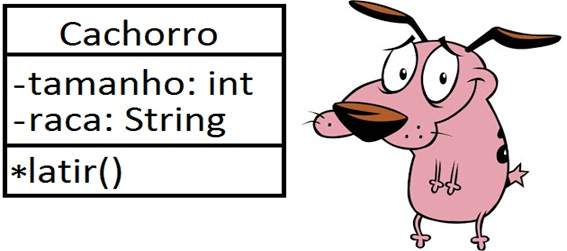 Cachorro
-tamanho: int
-raca: String
*latir()